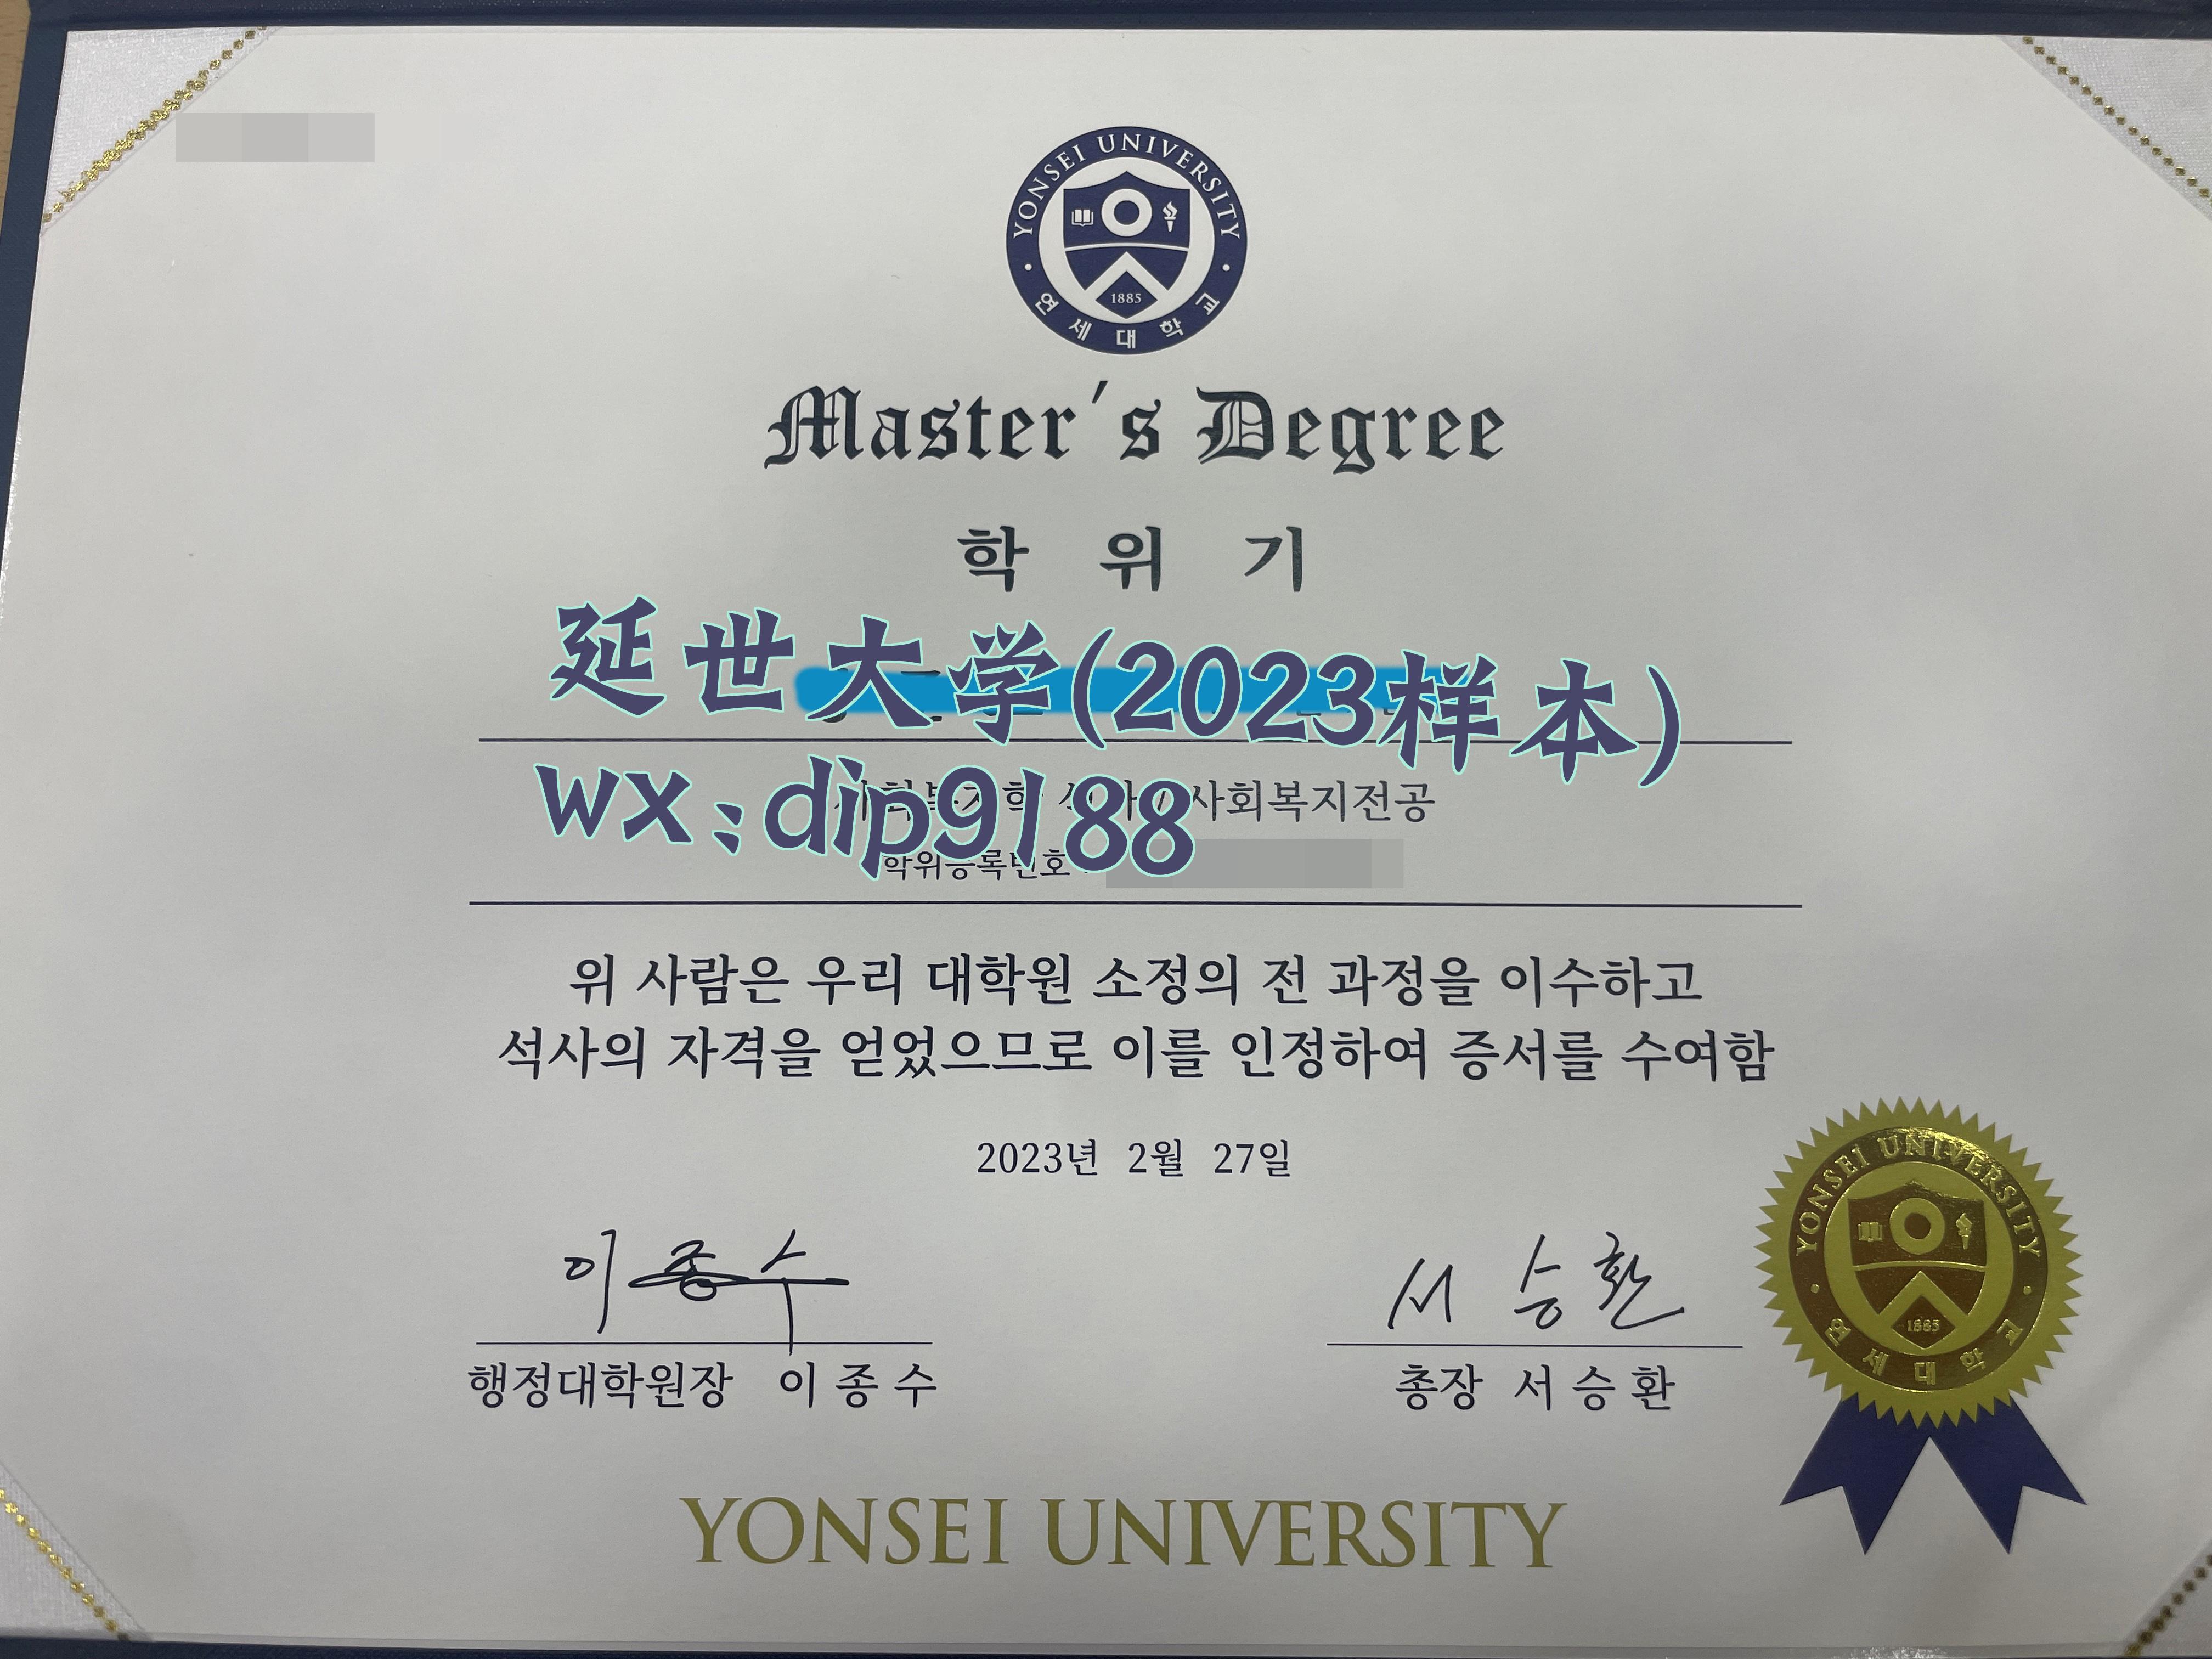 YONSEI UNIVERSITY
1885
연세대학교
Master's Degree
학 위 기
延世大学(2023样本)
wx:dip9188
사회복지전공
위 사람은 우리 대학원 소정의 전 과정을 이수하고
석사의 자격을 얻었으므로 이를 인정하여 증서를 수여함
2023년 2월 27일
이종수
서승환
행정대학원장 이 종 수
총장 서 승 환
YONSEI UNIVERSITY
1885
연세대학교
YONSEI UNIVERSITY